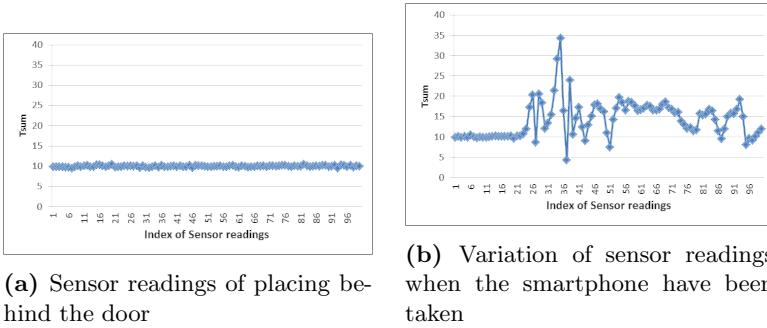 40
35
30
25
20
15
10
5
0
Tsum
1 6 11 16 21 26 31 36 41 46 51 56 61 66 71 76 81 86 91 96
Index of Sensor readings
(a) Sensor readings of placing be-
hind the door
40
35
30
25
20
15
10
5
0
Tsum
1 6 11 16 21 26 31 36 41 46 51 56 61 66 71 76 81 86 91 96
Index of Sensor readings
(b) Variation of sensor readings
when the smartphone have been
taken